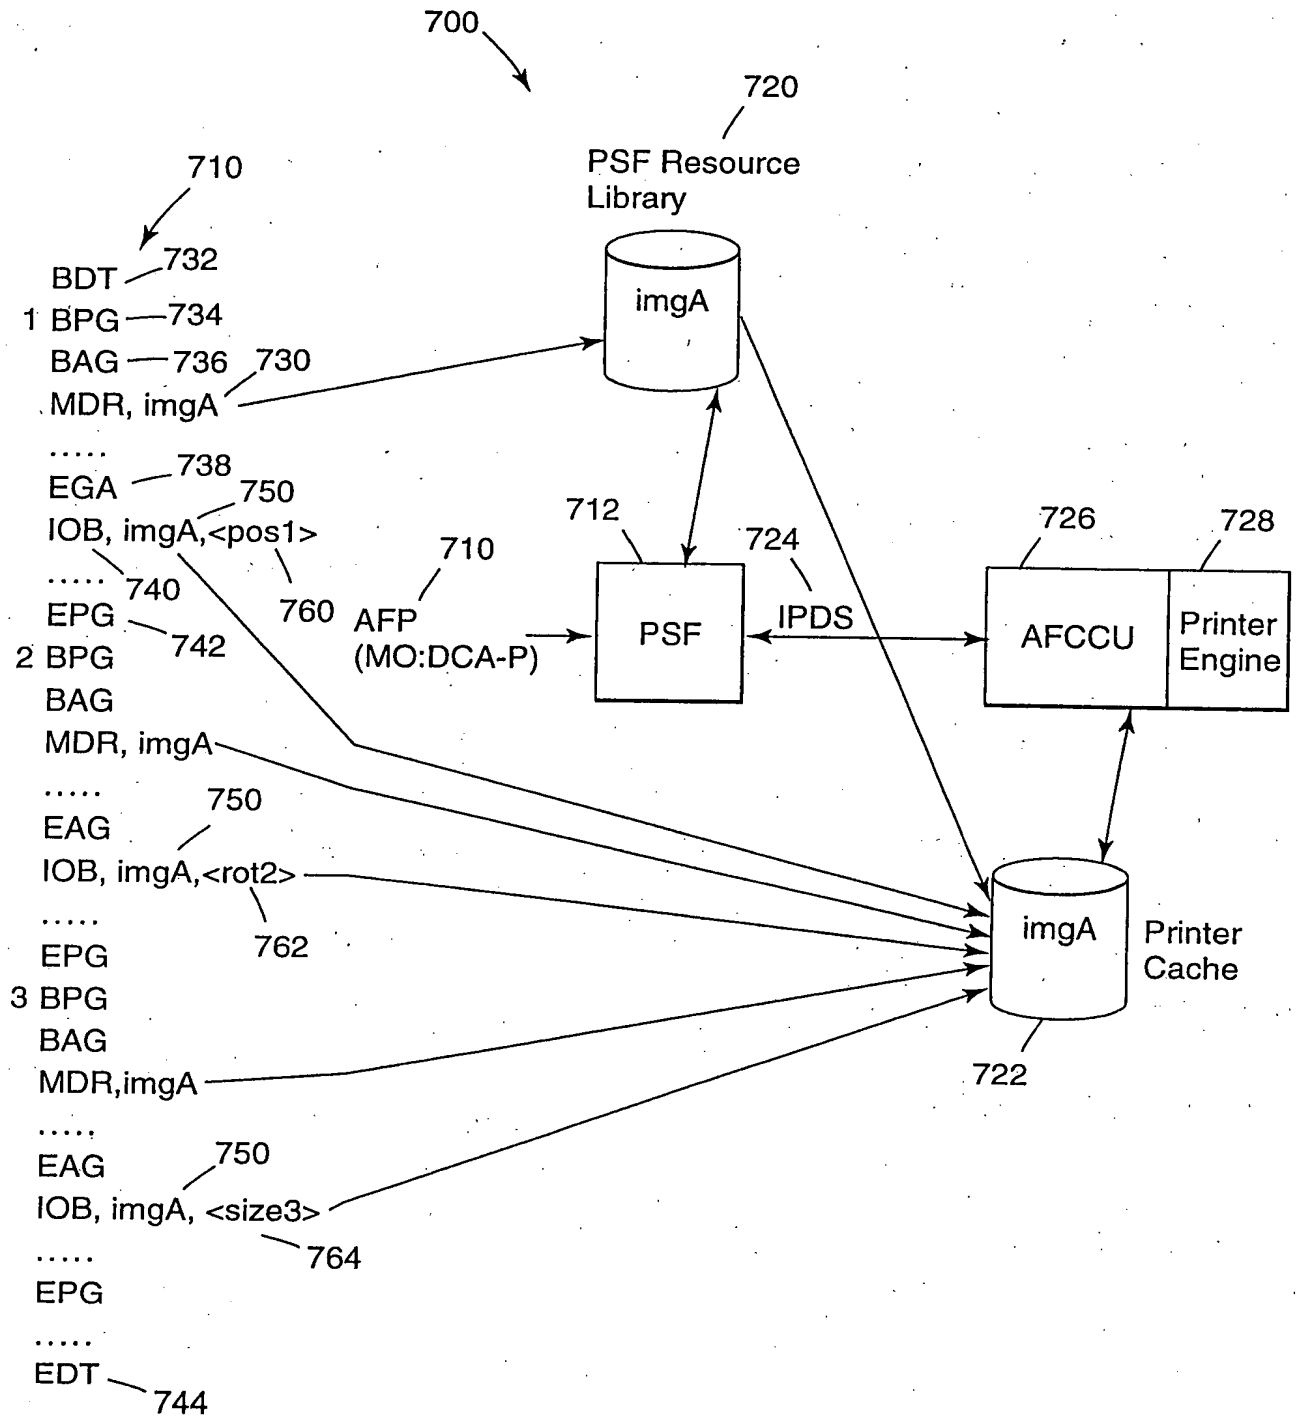 700
720
PSF Resource
Library
imgA
710
BDT 732
1 BPG 734
BAG 736 730
MDR, imgA
.....
EGA 738 750
IOB, imgA,<pos1>
..... 740 760
EPG 742
2 BPG
BAG
MDR, imgA
.....
750
EAG
IOB, imgA,<rot2>
.....
762
EPG
3 BPG
BAG
MDR,imgA
.....
750
EAG
IOB, imgA, <size3>
.....
764
EPG
.....
EDT
744
710
AFP
(MO:DCA-P)
712
PSF
724
IPDS
726
728
AFCCU
Printer
Engine
imgA
Printer
Cache
722